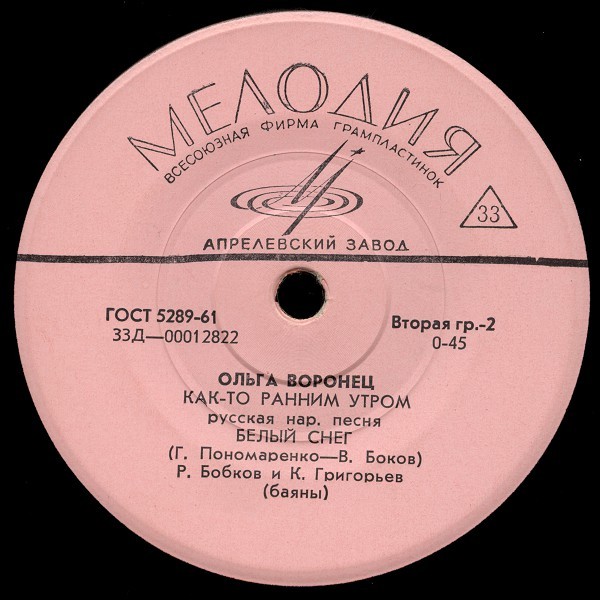 МЕЛОДИЯ
ВСЕСОЮЗНАЯ ФИРМА ГРАМПЛАСТИНОК
33
АПРЕЛЕВСКИЙ ЗАВОД
ГОСТ 5289-61
33Д—00012822
Вторая гр.-2
0-45
ОЛЬГА ВОРОНЕЦ
КАК-ТО РАННИМ УТРОМ
русская нар. песня
БЕЛЫЙ СНЕГ
(Г. Пономаренко—В. Боков)
Р. Бобков и К. Григорьев
(баяны)